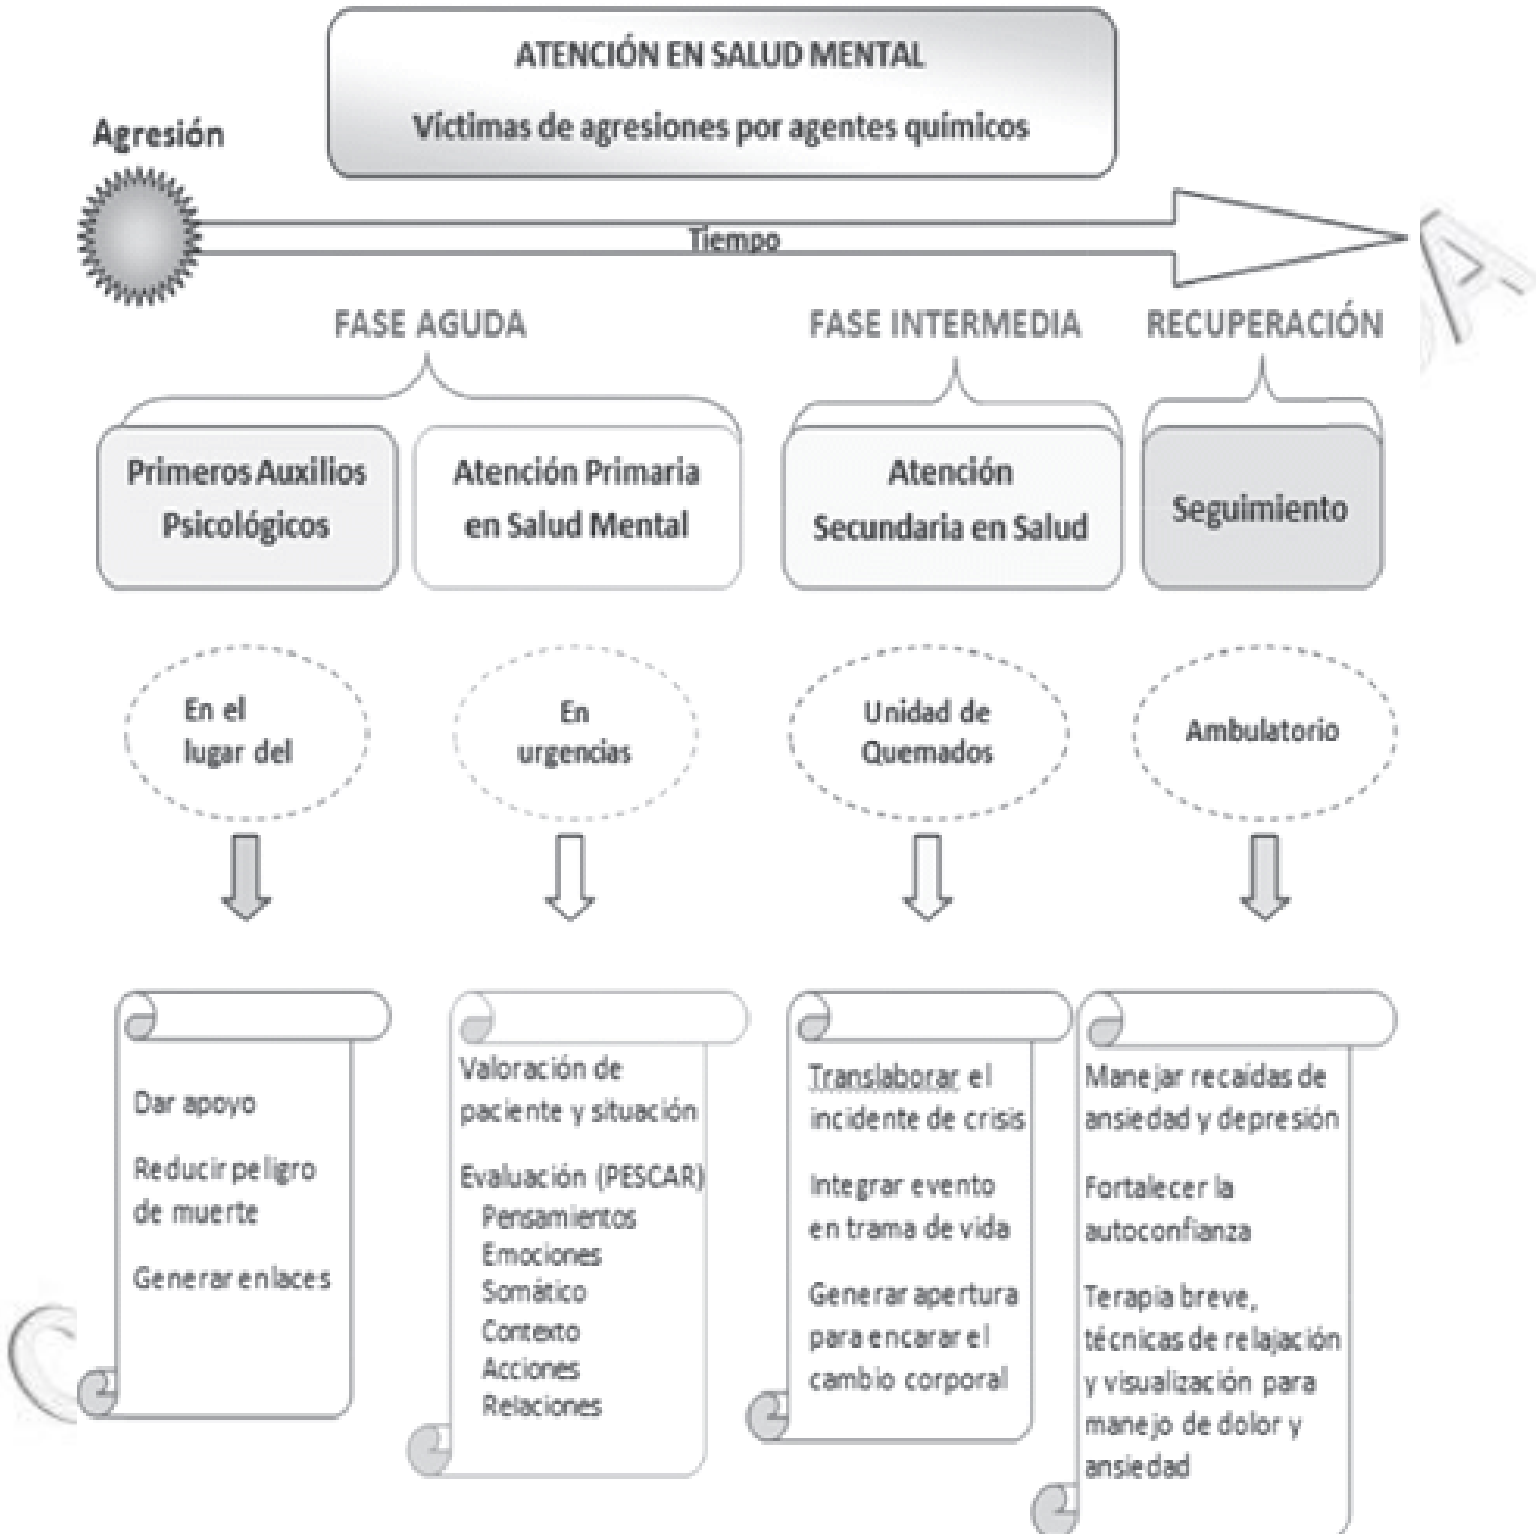 ATENCIÓN EN SALUD MENTAL
Víctimas de agresiones por agentes químicos
Agresión
Tiempo
FASE AGUDA
FASE INTERMEDIA
RECUPERACIÓN
Primeros Auxilios
Psicológicos
Atención Primaria
en Salud Mental
Atención
Secundaria en Salud
Seguimiento
En el
lugar del
En
urgencias
Unidad de
Quemados
Ambulatorio
Dar apoyo
Reducir peligro
de muerte
Generar enlaces
Valoración de
paciente y situación
Evaluación (PESCAR)
Pensamientos
Emociones
Somático
Contexto
Acciones
Relaciones
Translaborar el
incidente de crisis
Integrar evento
en trama de vida
Generar apertura
para encarar el
cambio corporal
Manejar recaídas de
ansiedad y depresión
Fortalecer la
autoconfianza
Terapia breve,
técnicas de relajación
y visualización para
manejo de dolor y
ansiedad